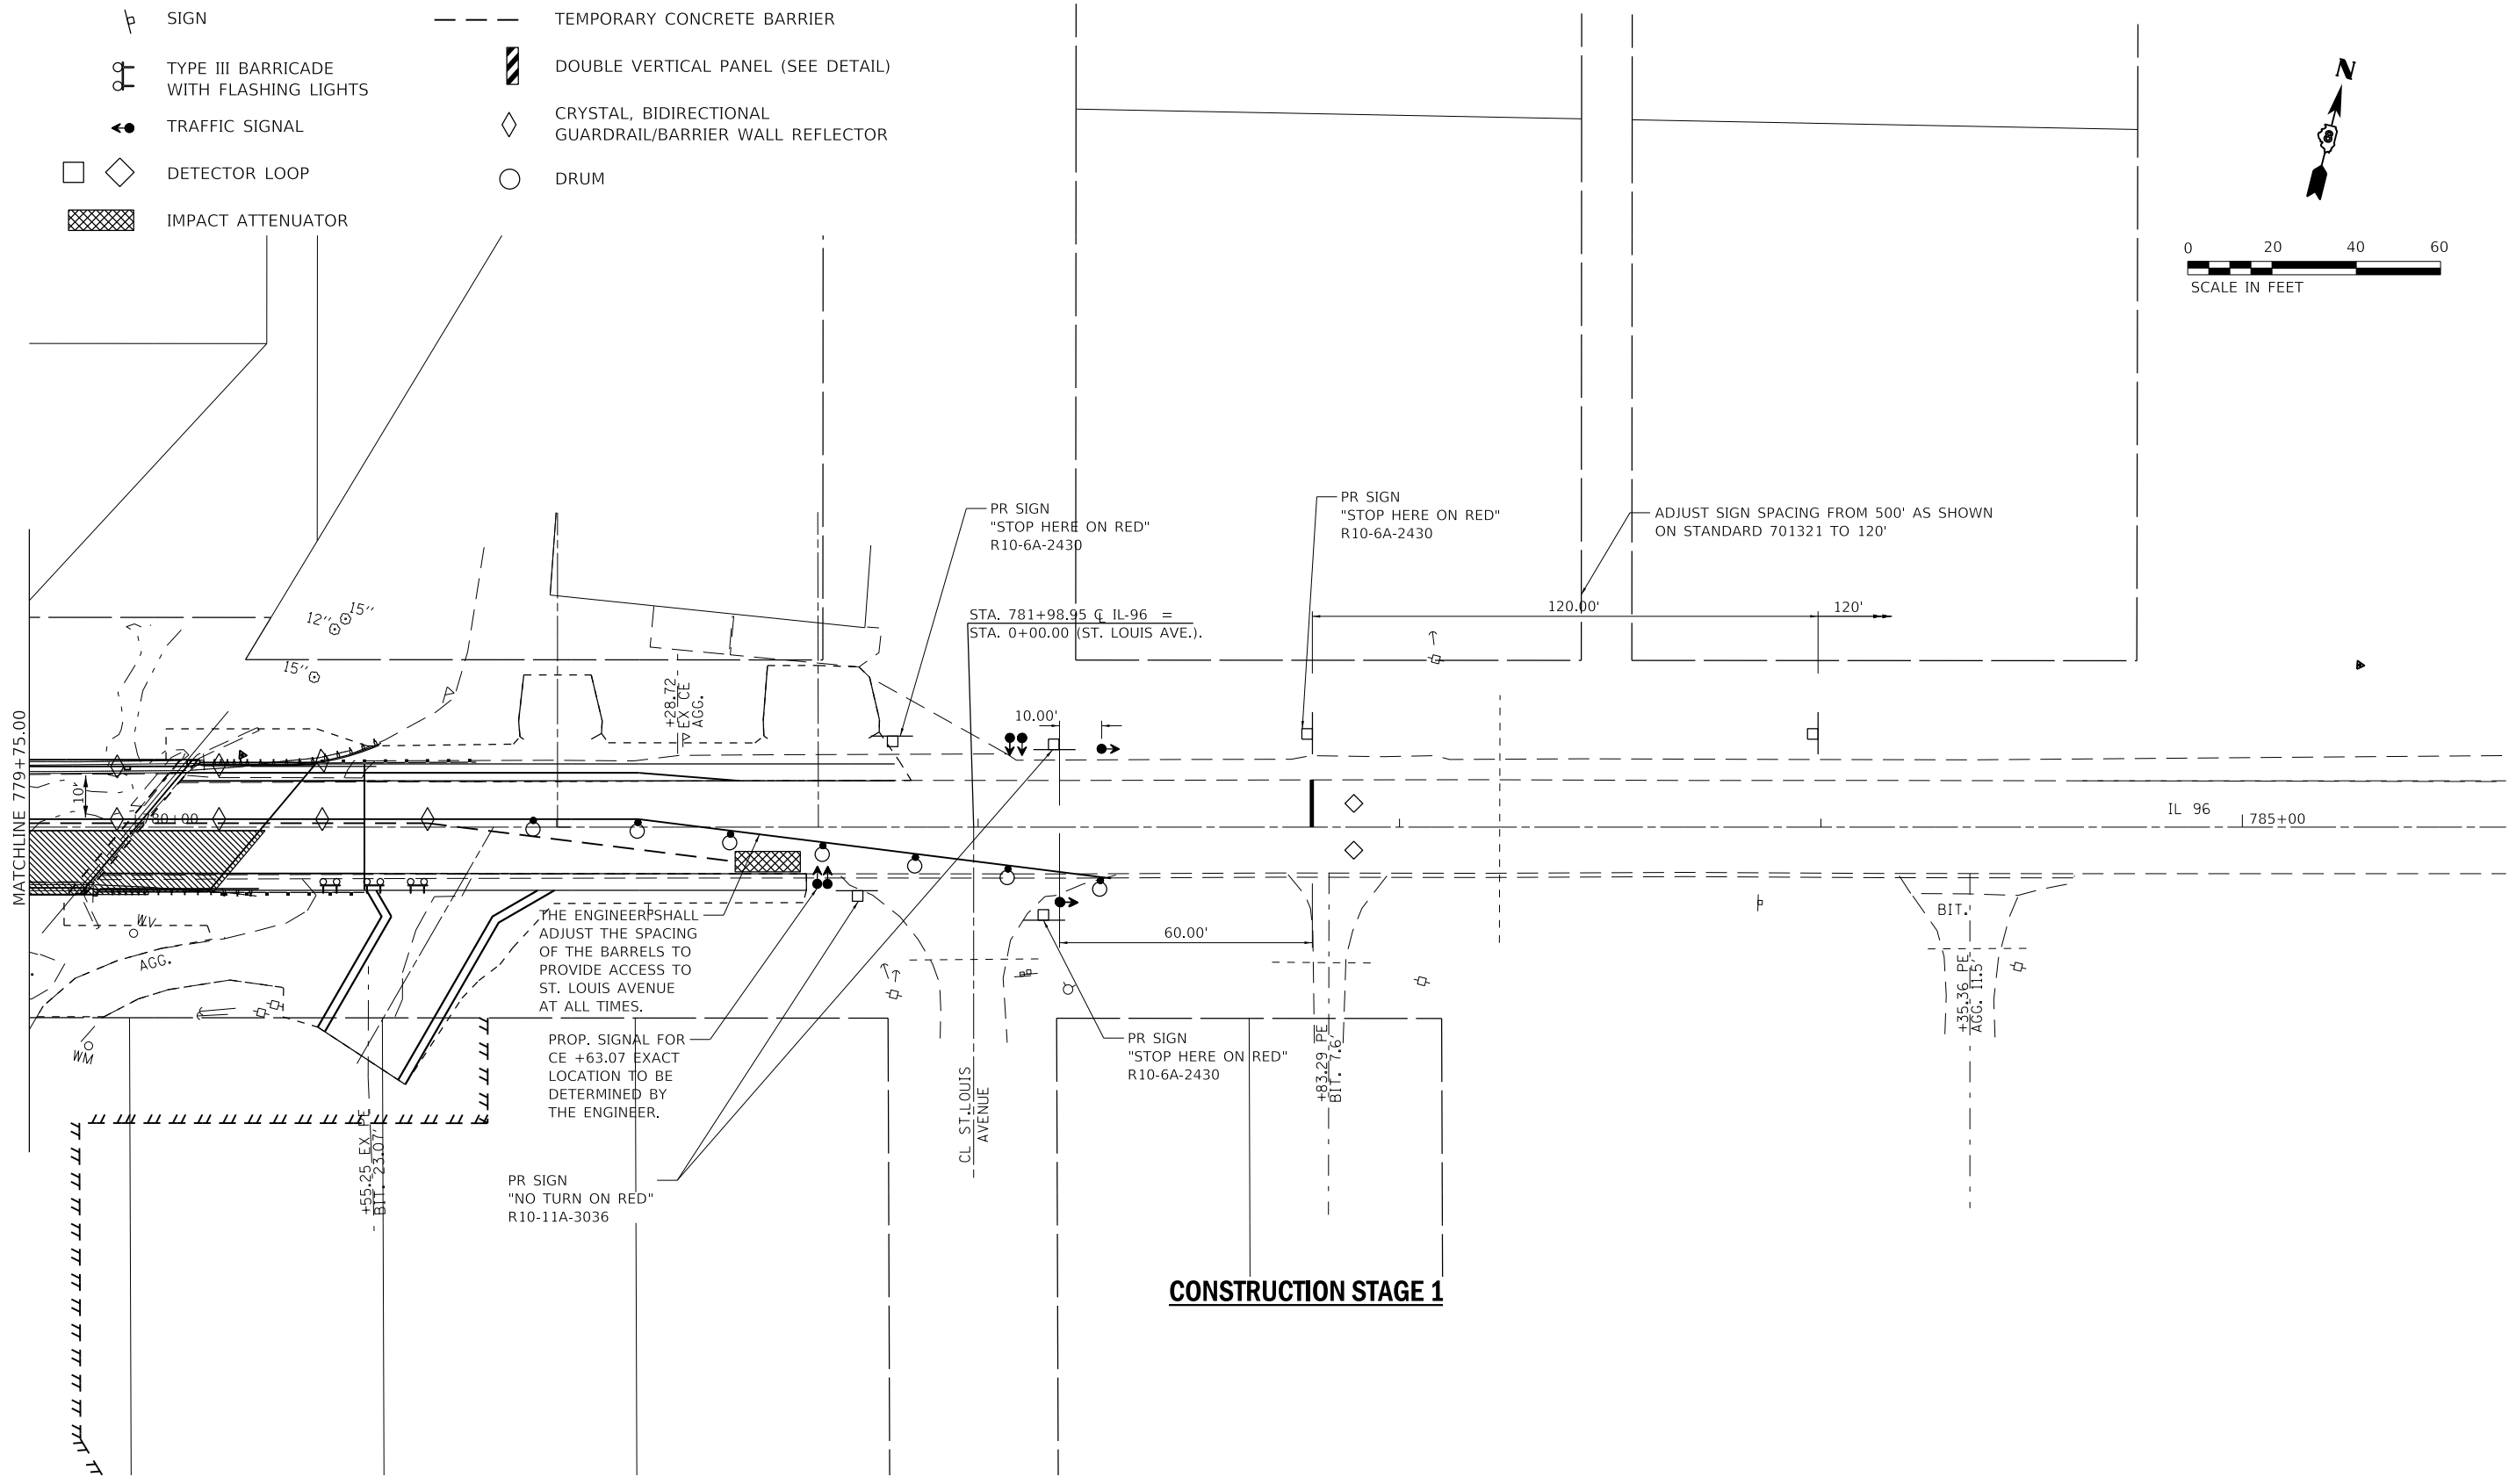 SIGN
TYPE III BARRICADE
WITH FLASHING LIGHTS
TRAFFIC SIGNAL
DETECTOR LOOP
IMPACT ATTENUATOR
TEMPORARY CONCRETE BARRIER
DOUBLE VERTICAL PANEL (SEE DETAIL)
CRYSTAL, BIDIRECTIONAL
GUARDRAIL/BARRIER WALL REFLECTOR
DRUM
N
8
0 20 40 60
SCALE IN FEET
PR SIGN
"STOP HERE ON RED"
R10-6A-2430
PR SIGN
"STOP HERE ON RED"
R10-6A-2430
ADJUST SIGN SPACING FROM 500' AS SHOWN
ON STANDARD 701321 TO 120'
120.00'
120'
STA. 781+98.95 ℄ IL-96 =
STA. 0+00.00 (ST. LOUIS AVE.).
12''
15''
15''
+28.72
EX CE
AGG.
10.00'
MATCHLINE 779+75.00
10'
80+00
IL 96
785+00
W.V.
AGG.
WM
THE ENGINEER SHALL
ADJUST THE SPACING
OF THE BARRELS TO
PROVIDE ACCESS TO
ST. LOUIS AVENUE
AT ALL TIMES.
60.00'
BIT.
PROP. SIGNAL FOR
CE +63.07 EXACT
LOCATION TO BE
DETERMINED BY
THE ENGINEER.
PR SIGN
"STOP HERE ON RED"
R10-6A-2430
+83.29 PE
BIT. 7.6'
+35.36 PE
AGG. 11.5'
CL ST.LOUIS
AVENUE
+55.25 EX PE
BIT. 23.07'
PR SIGN
"NO TURN ON RED"
R10-11A-3036
CONSTRUCTION STAGE 1